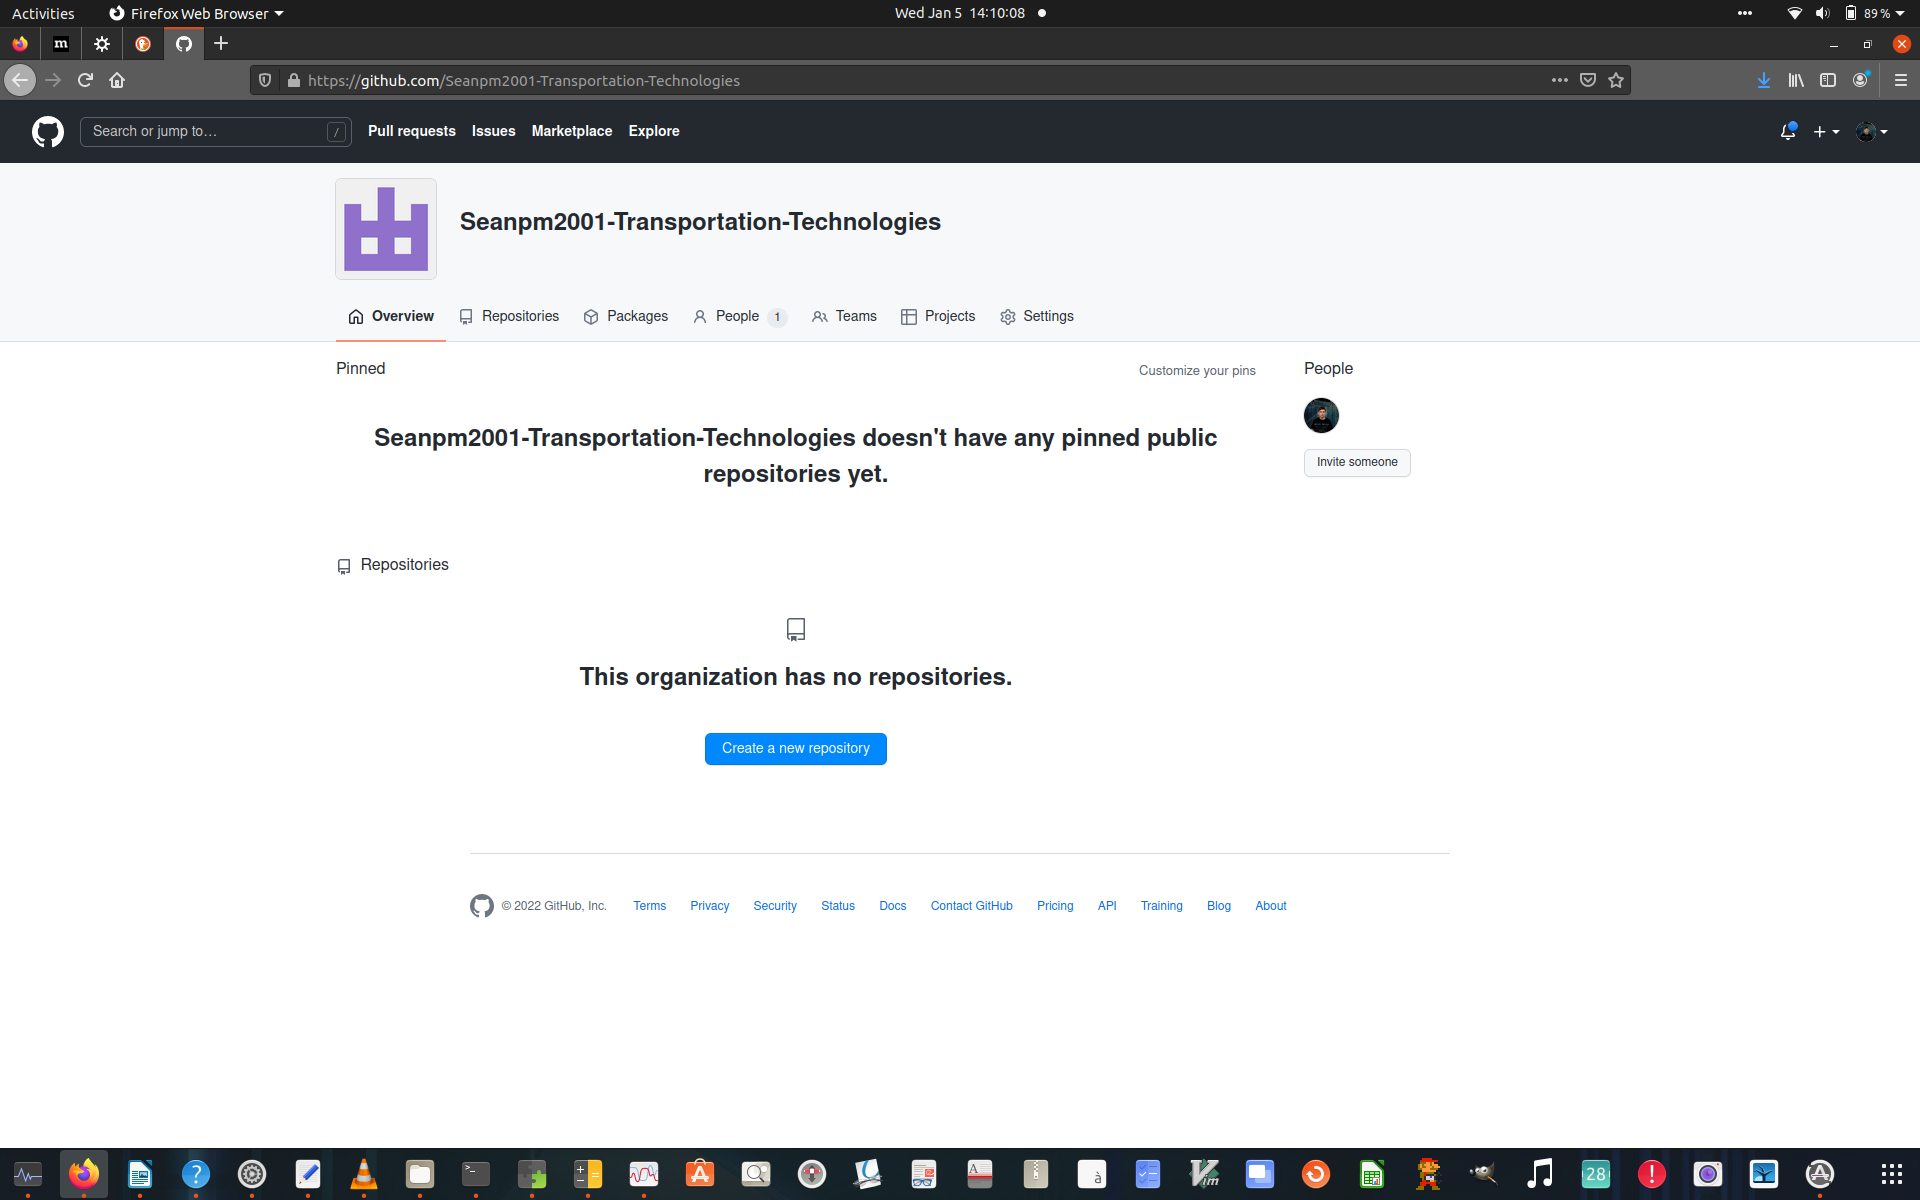 Activities
Firefox Web Browser
Wed Jan 5 14:10:08
89 %
m
https://github.com/Seanpm2001-Transportation-Technologies
Search or jump to…
/
Pull requests
Issues
Marketplace
Explore
Seanpm2001-Transportation-Technologies
Overview
Repositories
Packages
People 1
Teams
Projects
Settings
Pinned
Customize your pins
People
Seanpm2001-Transportation-Technologies doesn't have any pinned public
repositories yet.
Invite someone
Repositories
This organization has no repositories.
Create a new repository
© 2022 GitHub, Inc.
Terms
Privacy
Security
Status
Docs
Contact GitHub
Pricing
API
Training
Blog
About
?
>_
A
à
Vim
28
!